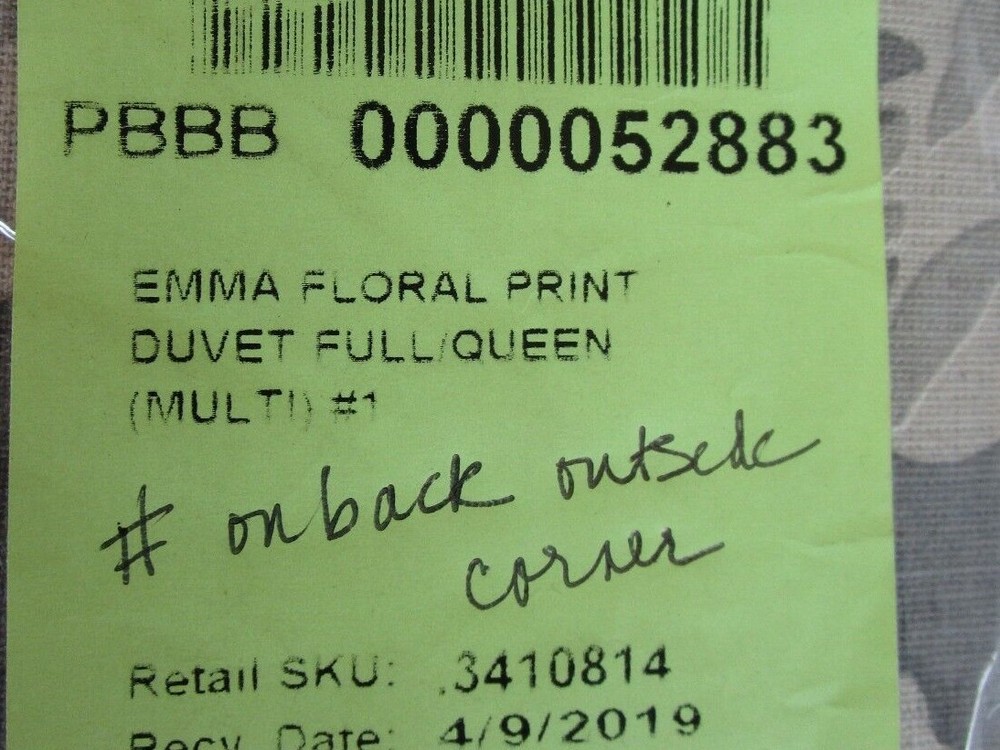 PBBB 0000052883
EMMA FLORAL PRINT
DUVET FULL/QUEEN
(MULTI) #1
# on back outside
corner
Retail SKU: .3410814
Recv. Date: 4/9/2019